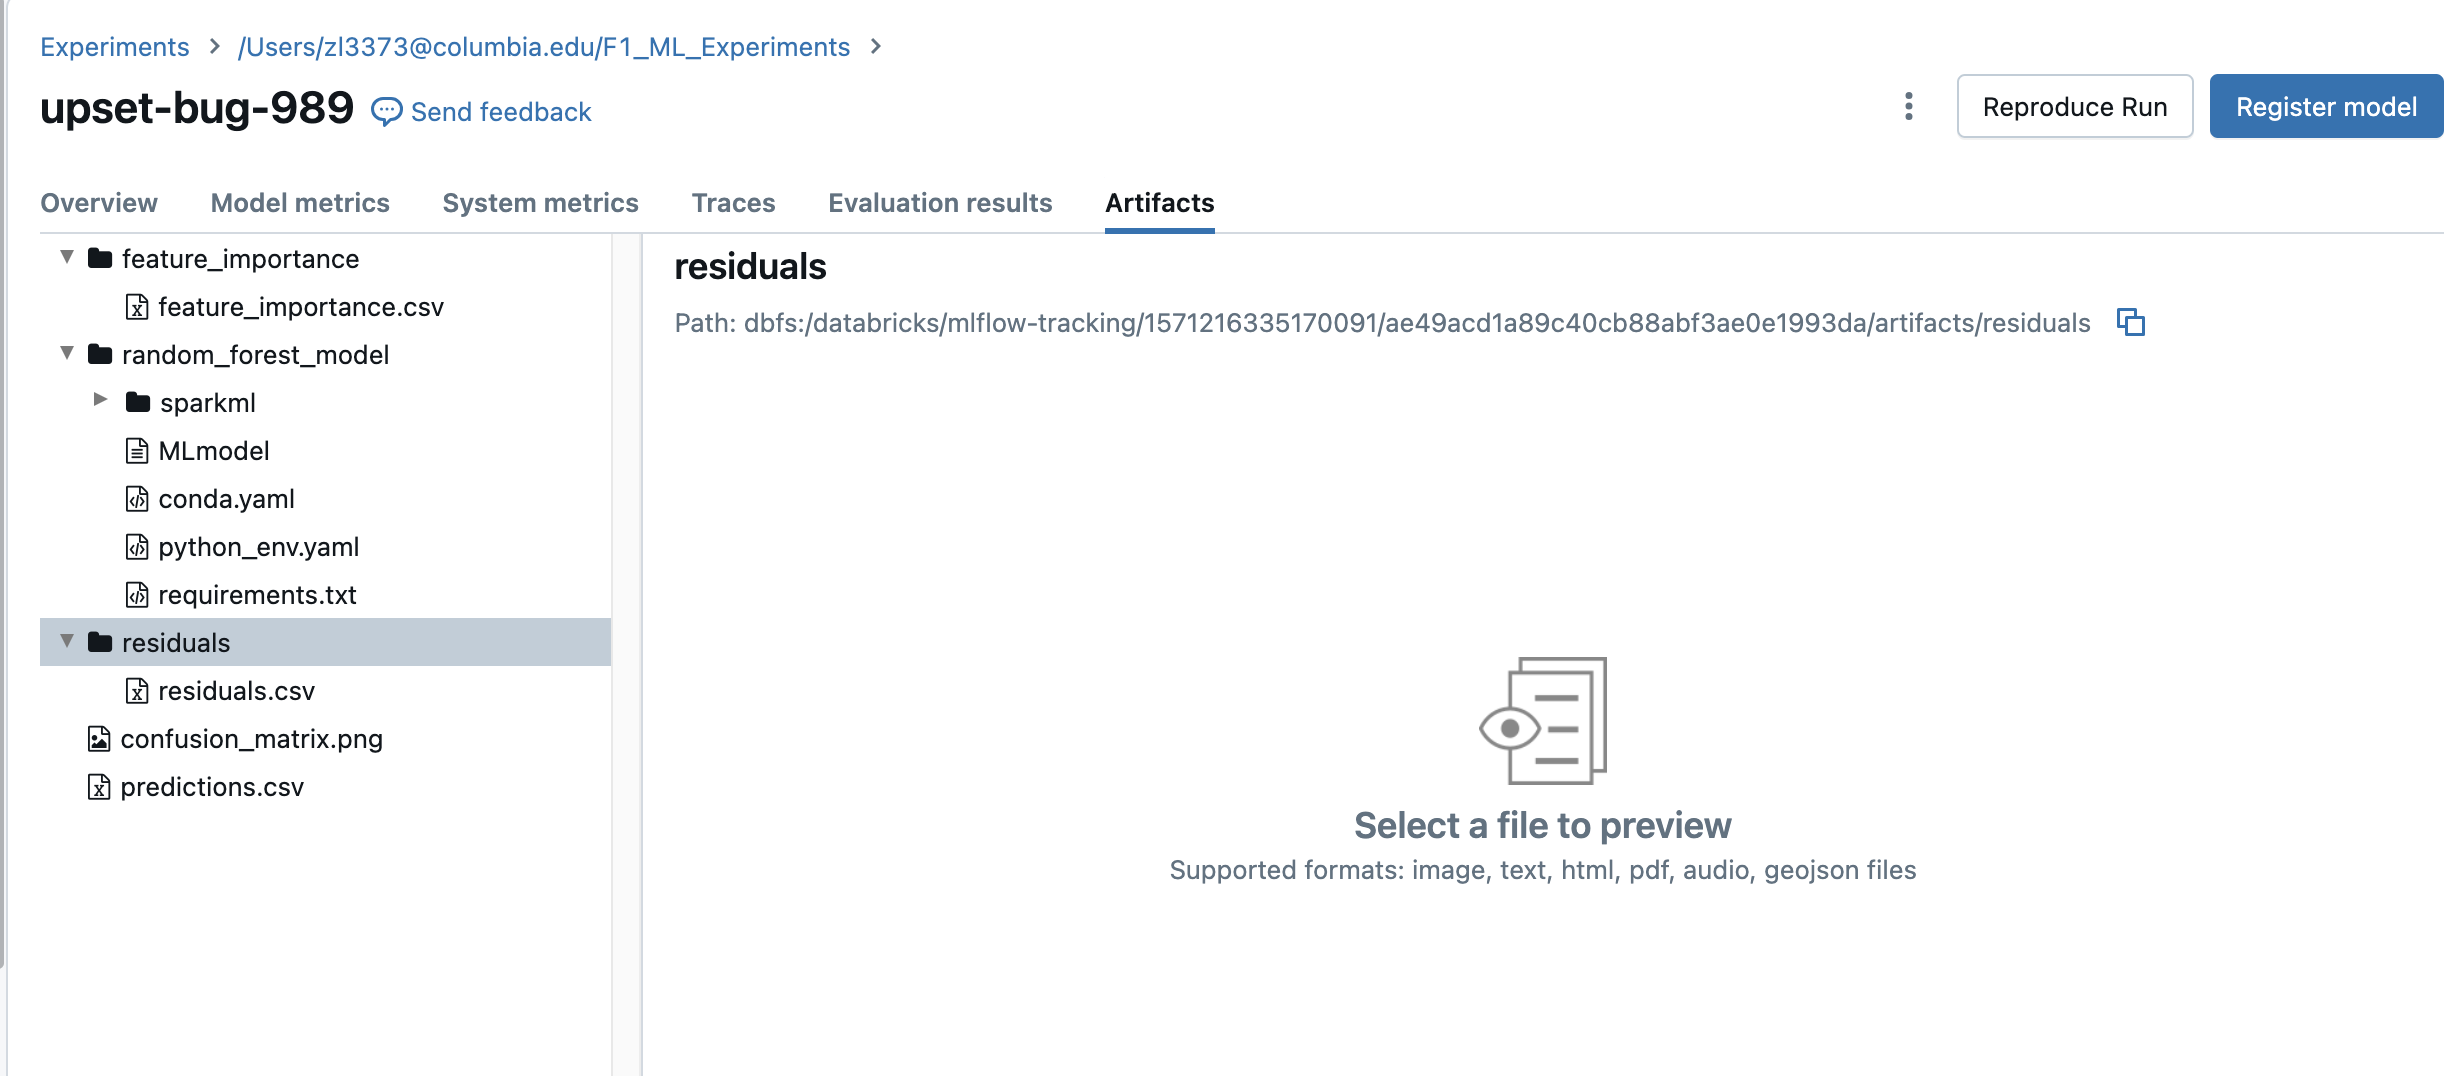 Experiments > /Users/zl3373@columbia.edu/F1_ML_Experiments >
upset-bug-989 Send feedback
Reproduce Run
Register model
Overview Model metrics System metrics Traces Evaluation results Artifacts
feature_importance
feature_importance.csv
random_forest_model
sparkml
MLmodel
conda.yaml
python_env.yaml
requirements.txt
residuals
residuals.csv
confusion_matrix.png
predictions.csv
residuals
Path: dbfs:/databricks/mlflow-tracking/1571216335170091/ae49acd1a89c40cb88abf3ae0e1993da/artifacts/residuals
Select a file to preview
Supported formats: image, text, html, pdf, audio, geojson files